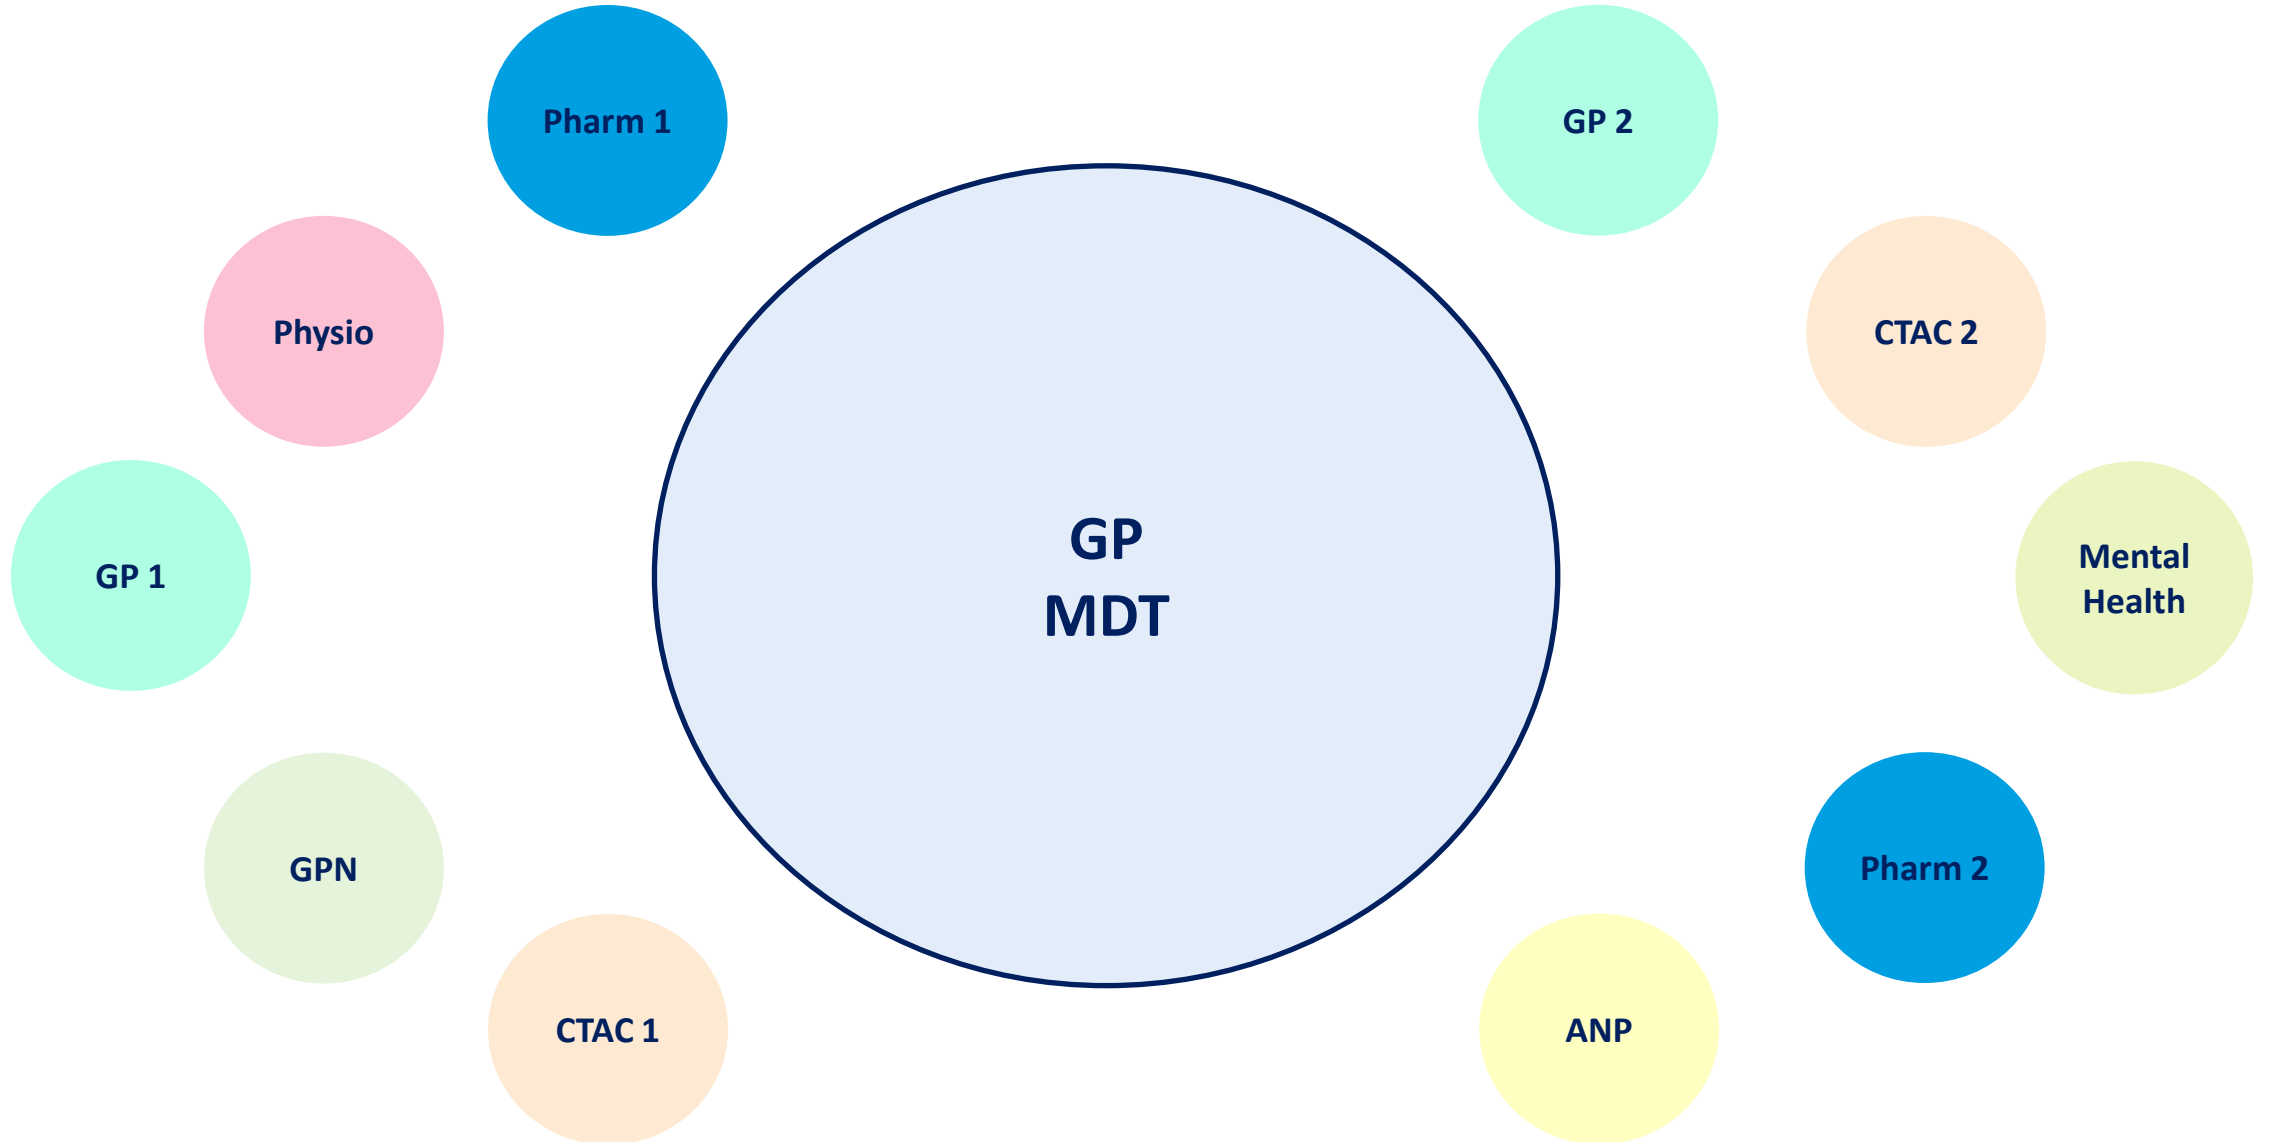 Pharm 1
GP 2
Physio
CTAC 2
GP
MDT
GP 1
Mental
Health
GPN
Pharm 2
CTAC 1
ANP